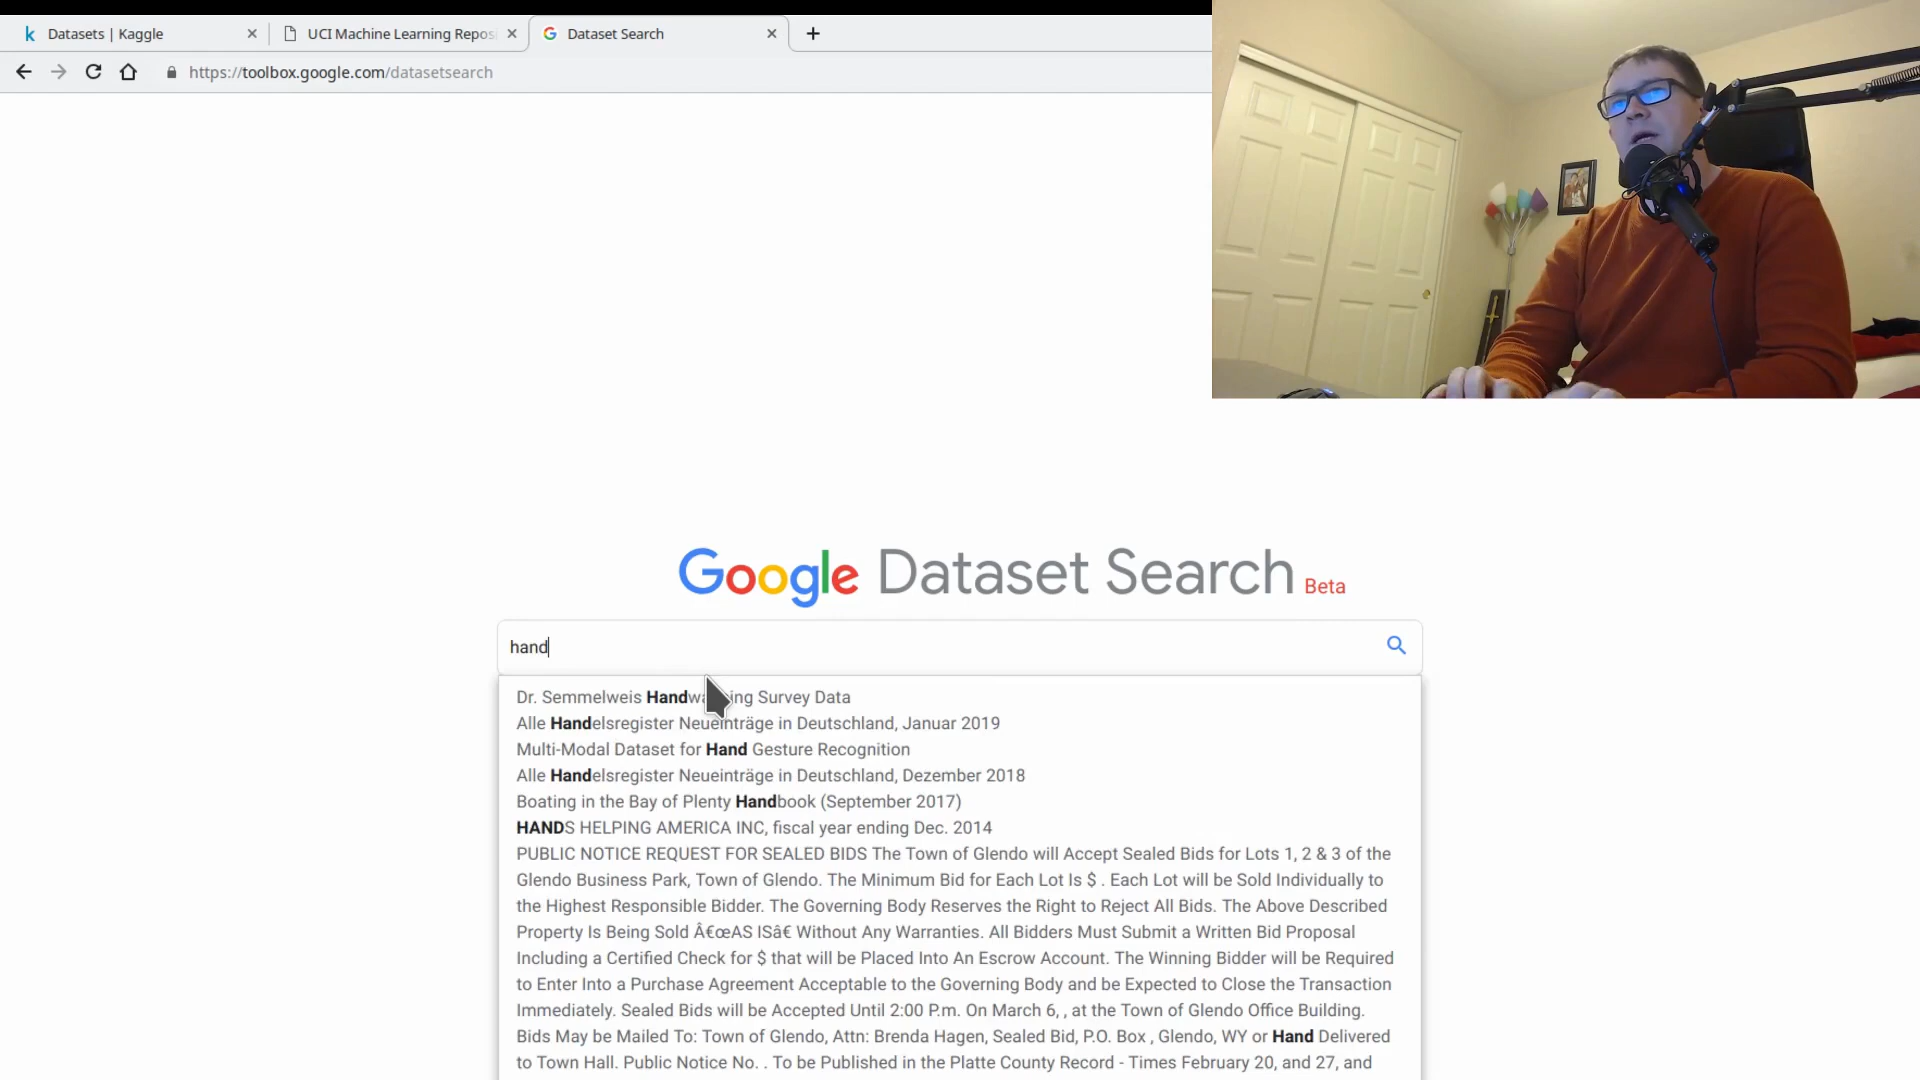 Datasets | Kaggle
UCI Machine Learning Repos
Dataset Search
https://toolbox.google.com/datasetsearch
Google Dataset Search Beta
hand
Dr. Semmelweis Handwa ing Survey Data
Alle Handelsregister Neueinträge in Deutschland, Januar 2019
Multi-Modal Dataset for Hand Gesture Recognition
Alle Handelsregister Neueinträge in Deutschland, Dezember 2018
Boating in the Bay of Plenty Handbook (September 2017)
HANDS HELPING AMERICA INC, fiscal year ending Dec. 2014
PUBLIC NOTICE REQUEST FOR SEALED BIDS The Town of Glendo will Accept Sealed Bids for Lots 1, 2 & 3 of the
Glendo Business Park, Town of Glendo. The Minimum Bid for Each Lot Is $ . Each Lot will be Sold Individually to
the Highest Responsible Bidder. The Governing Body Reserves the Right to Reject All Bids. The Above Described
Property Is Being Sold Â€œAS ISâ€ Without Any Warranties. All Bidders Must Submit a Written Bid Proposal
Including a Certified Check for $ that will be Placed Into An Escrow Account. The Winning Bidder will be Required
to Enter Into a Purchase Agreement Acceptable to the Governing Body and be Expected to Close the Transaction
Immediately. Sealed Bids will be Accepted Until 2:00 P.m. On March 6, , at the Town of Glendo Office Building.
Bids May be Mailed To: Town of Glendo, Attn: Brenda Hagen, Sealed Bid, P.O. Box , Glendo, WY or Hand Delivered
to Town Hall. Public Notice No. . To be Published in the Platte County Record - Times February 20, and 27, and